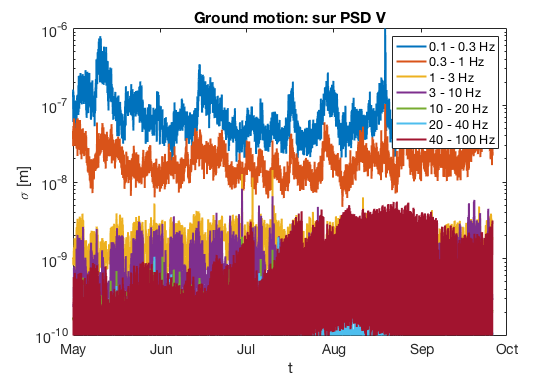 Ground motion: sur PSD V
10^-6
10^-7
10^-8
10^-9
10^-10
σ [m]
0.1 - 0.3 Hz
0.3 - 1 Hz
1 - 3 Hz
3 - 10 Hz
10 - 20 Hz
20 - 40 Hz
40 - 100 Hz
May Jun Jul Aug Sep Oct
t